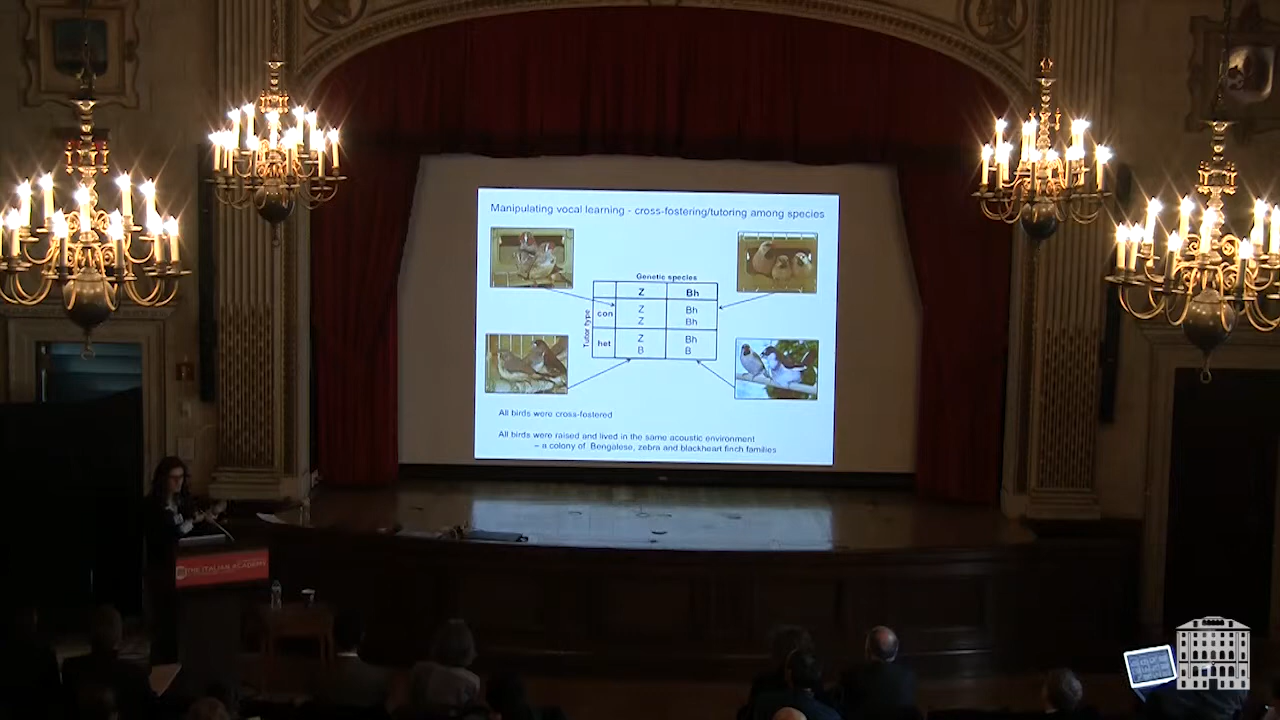 Manipulating vocal learning - cross-fostering/tutoring among species
Genetic species
Z Bh
Tutor type
con Z Bh
Z Bh
het Z Bh
B B
All birds were cross-fostered
All birds were raised and lived in the same acoustic environment
– a colony of Bengalese, zebra and blackheart finch families
THE ITALIAN ACADEMY